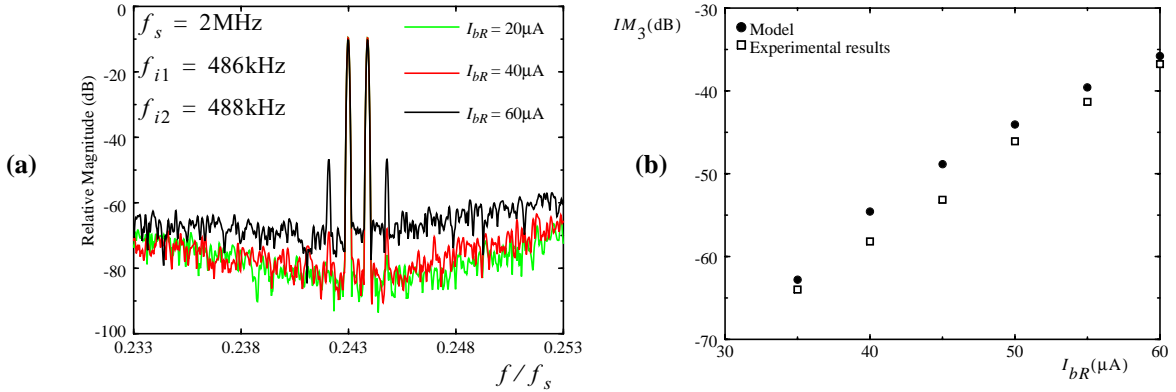 (a)
Relative Magnitude (dB)
0
-20
-40
-60
-80
-100
f_s = 2MHz
f_i1 = 486kHz
f_i2 = 488kHz
I_bR = 20µA
I_bR = 40µA
I_bR = 60µA
0.233 0.238 0.243 0.248 0.253
f/f_s
(b)
IM_3(dB)
-30
-40
-50
-60
-70
Model
Experimental results
30 40 50 60
I_bR(µA)